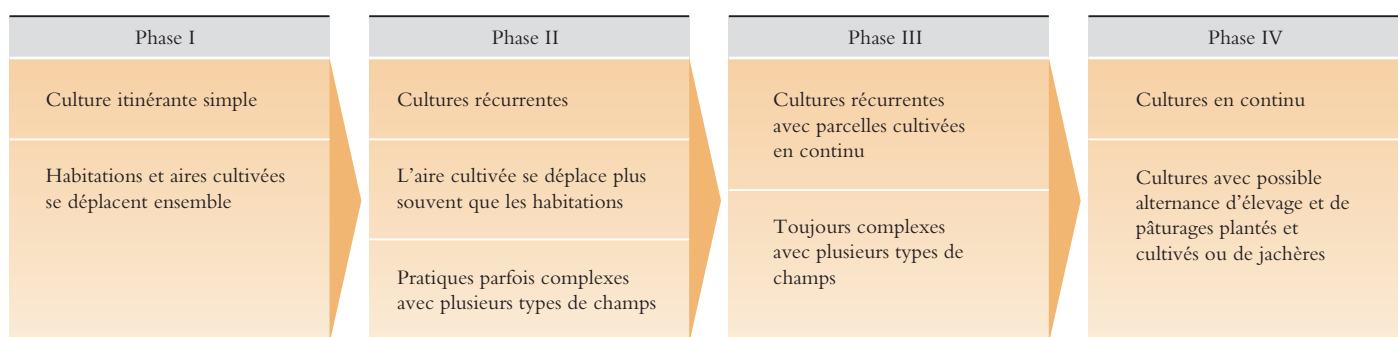 Phase I
Culture itinérante simple
Habitations et aires cultivées
se déplacent ensemble
Phase II
Cultures récurrentes
L’aire cultivée se déplace plus
souvent que les habitations
Pratiques parfois complexes
avec plusieurs types de champs
Phase III
Cultures récurrentes
avec parcelles cultivées
en continu
Toujours complexes
avec plusieurs types de
champs
Phase IV
Cultures en continu
Cultures avec possible
alternance d’élevage et de
pâturages plantés et
cultivés ou de jachères